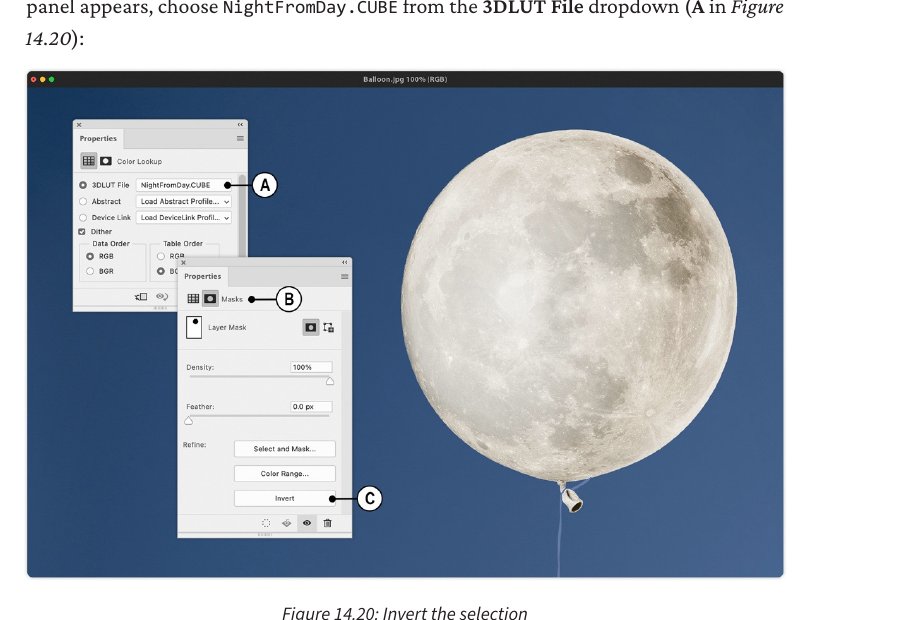 panel appears, choose NightFromDay.CUBE from the 3DLUT File dropdown (A in Figure
14.20):
Balloon.jpg 100% (RGB)
Properties
Color Lookup
3DLUT File NightFromDay.CUBE
A
Abstract Load Abstract Profile...
Device Link Load DeviceLink Profil...
Dither
Data Order Table Order
RGB RGB
BGR
Properties
Masks
B
Layer Mask
Density: 100%
Feather: 0.0 px
Refine:
Select and Mask...
Color Range...
Invert
C
Figure 14.20: Invert the selection